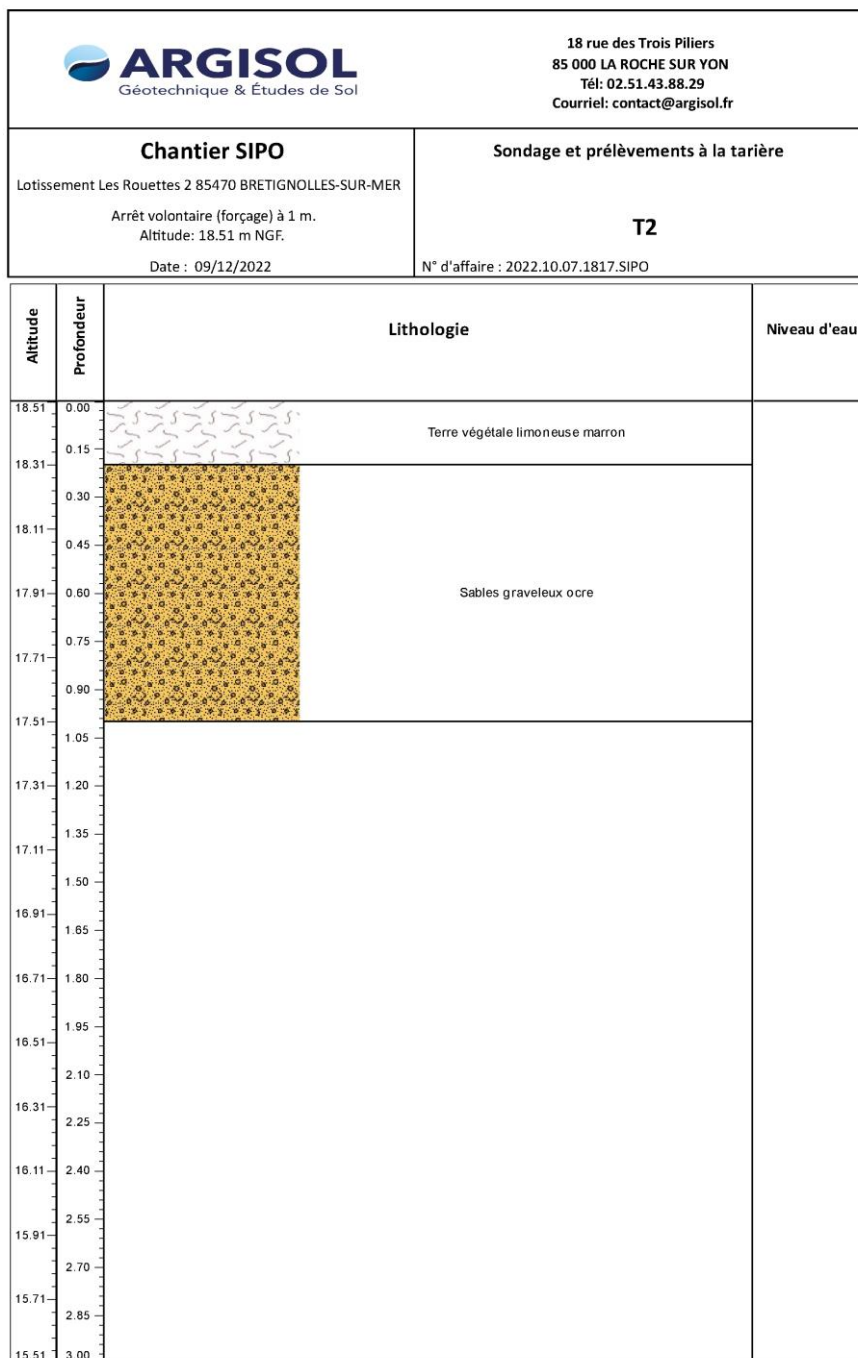 ARGISOL
Géotechnique & Études de Sol
18 rue des Trois Piliers
85 000 LA ROCHE SUR YON
Tél: 02.51.43.88.29
Courriel: contact@argisol.fr
Chantier SIPO
Lotissement Les Rouettes 2 85470 BRETIGNOLLES-SUR-MER
Arrêt volontaire (forçage) à 1 m.
Altitude: 18.51 m NGF.
Date : 09/12/2022
Sondage et prélèvements à la tarière
T2
N° d'affaire : 2022.10.07.1817.SIPO
Altitude
Profondeur
Lithologie
Niveau d'eau
18.51 0.00
Terre végétale limoneuse marron
0.15
18.31
0.30
18.11
0.45
17.91 0.60
Sables graveleux ocre
0.75
17.71
0.90
17.51
1.05
17.31 1.20
1.35
17.11
1.50
16.91
1.65
16.71 1.80
1.95
16.51
2.10
16.31
2.25
16.11 2.40
2.55
15.91
2.70
15.71
2.85
15.51 3.00